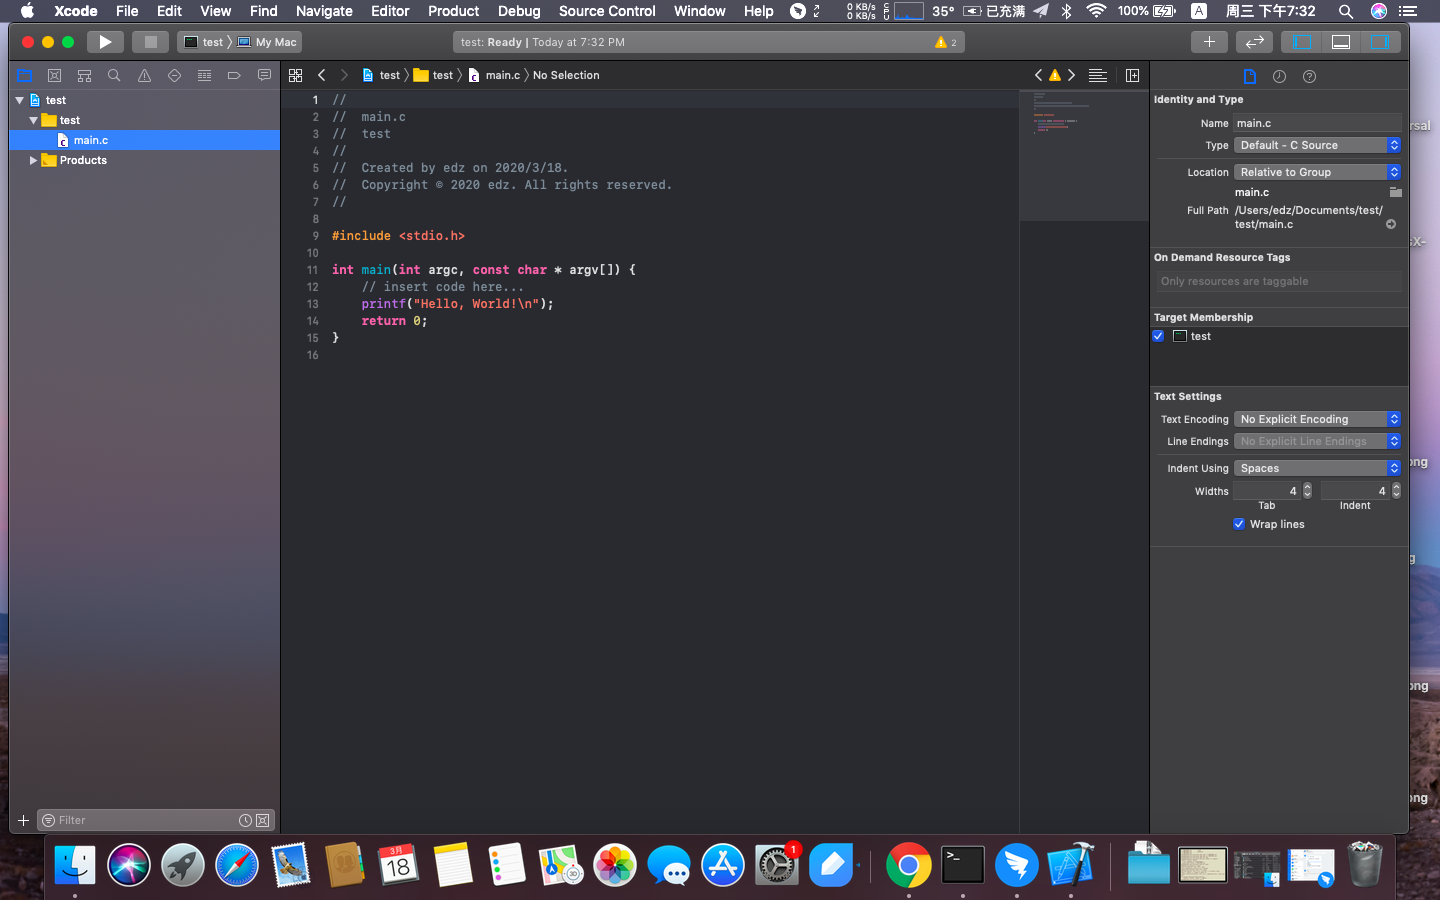 Xcode File Edit View Find Navigate Editor Product Debug Source Control Window Help 0 KB/s 0 KB/s CPU 35° 已充满 100% A 周三 下午7:32
test 〉 My Mac
test: Ready | Today at 7:32 PM
2
test
test
main.c
Products
Filter
test 〉 test 〉 main.c 〉 No Selection
1 //
2 //  main.c
3 //  test
4 //
5 //  Created by edz on 2020/3/18.
6 //  Copyright © 2020 edz. All rights reserved.
7 //
8
9 #include <stdio.h>
10
11 int main(int argc, const char * argv[]) {
12     // insert code here...
13     printf("Hello, World!\n");
14     return 0;
15 }
16
Identity and Type
Name main.c
Type Default - C Source
Location Relative to Group
main.c
Full Path /Users/edz/Documents/test/
test/main.c
On Demand Resource Tags
Only resources are taggable
Target Membership
test
Text Settings
Text Encoding No Explicit Encoding
Line Endings No Explicit Line Endings
Indent Using Spaces
Widths 4 4
Tab Indent
Wrap lines
rsal
ong
g
ong
ong
3月
18
3D
1
>_